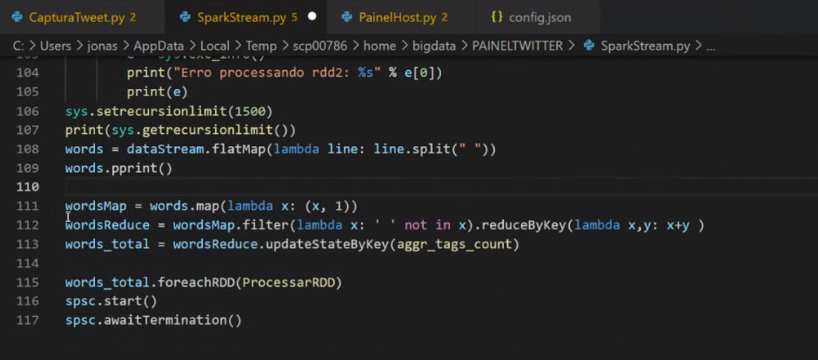 CapturaTweet.py 2 SparkStream.py 5 PainelHost.py 2 {} config.json
C: > Users > jonas > AppData > Local > Temp > scp00786 > home > bigdata > PAINELTWITTER > SparkStream.py > ...
103 e = sys.exc_info()
104 print("Erro processando rdd2: %s" % e[0])
105 print(e)
106 sys.setrecursionlimit(1500)
107 print(sys.getrecursionlimit())
108 words = dataStream.flatMap(lambda line: line.split(" "))
109 words.pprint()
110
111 wordsMap = words.map(lambda x: (x, 1))
112 wordsReduce = wordsMap.filter(lambda x: ' ' not in x).reduceByKey(lambda x,y: x+y )
113 words_total = wordsReduce.updateStateByKey(aggr_tags_count)
114
115 words_total.foreachRDD(ProcessarRDD)
116 spsc.start()
117 spsc.awaitTermination()